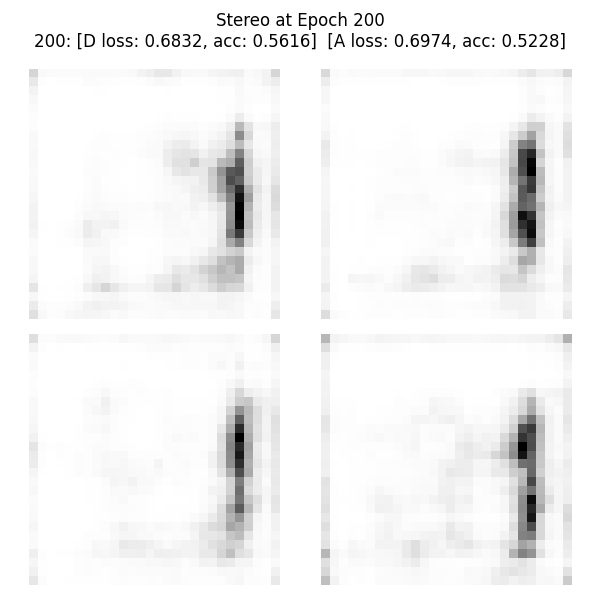 Stereo at Epoch 200
200: [D loss: 0.6832, acc: 0.5616]  [A loss: 0.6974, acc: 0.5228]